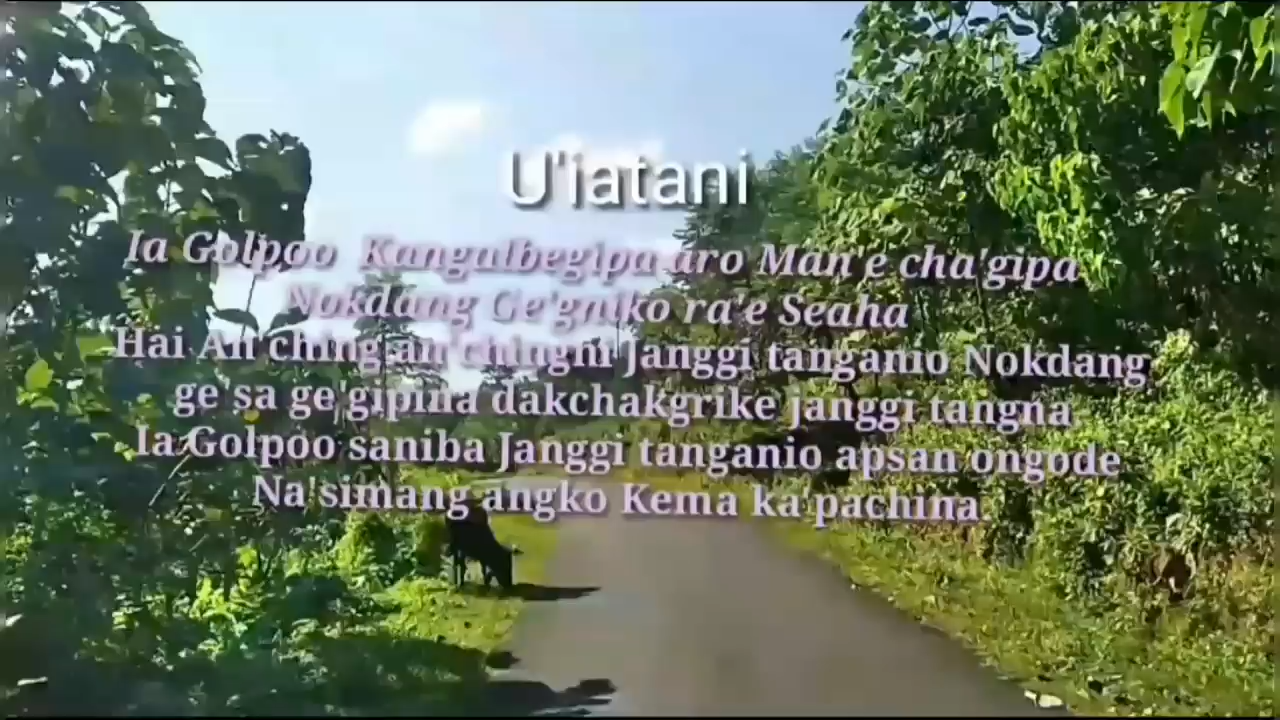 U'iatani
Ia Golpoo Kangalbegipa aro Man'e cha'gipa
Nokdang Ge'gniko ra'e Seaha
Hai An'ching an'chingni Janggi tanganio Nokdang
ge'sa ge'gipina dakchakgrike janggi tangna
Ia Golpoo saniba Janggi tanganio apsan ongode
Na'simang angko Kema ka'pachina.